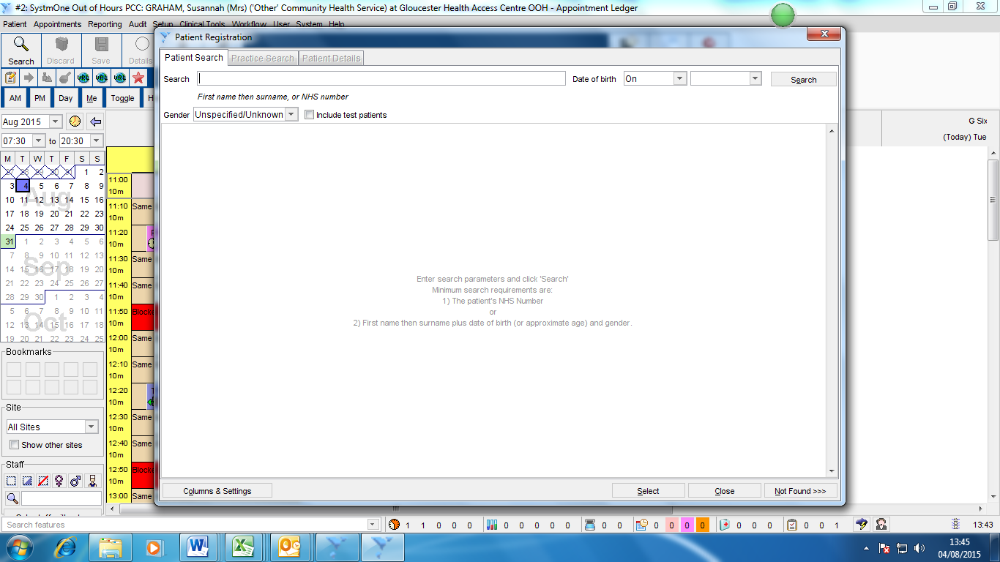 #2: SystmOne Out of Hours PCC: GRAHAM, Susannah (Mrs) ('Other' Community Health Service) at Gloucester Health Access Centre OOH - Appointment Ledger
Patient Appointments Reporting Audit Setup Clinical Tools Workflow User System Help
Patient Registration
Search Discard Save Details
Patient Search Practice Search Patient Details
Search Date of birth On Search
First name then surname, or NHS number
Gender Unspecified/Unknown Include test patients
URL URL URL
AM PM Day Me Toggle H
Aug 2015
07:30 to 20:30
G Six
(Today) Tue
M T W T F S S
1 2
3 4 5 6 7 8 9
10 11 12 13 14 15 16
17 18 19 20 21 22 23
24 25 26 27 28 29 30
31 1 2 3 4 5 6
7 8 9 10 11 12 13
14 15 16 17 18 19 20
21 22 23 24 25 26 27
28 29 30 1 2 3 4
5 6 7 8 9 10 11
12 13 14 15 16 17 18
19 20 21 22 23 24 25
Aug
Sep
Oct
11:00
10m
11:10 Same
10m
11:20
10m
11:30 Same
10m
11:40 Same
10m
11:50 Blocke
10m
12:00 Same
10m
12:10 Same
10m
12:20
10m
12:30 Same
10m
12:40 Same
10m
12:50 Blocke
10m
13:00 Same
Enter search parameters and click 'Search'
Minimum search requirements are:
1) The patient's NHS Number
or
2) First name then surname plus date of birth (or approximate age) and gender.
Bookmarks
Site
All Sites
Show other sites
Staff
Columns & Settings Select Close Not Found >>>
Search features
1 1 0 0 0 0 0 0 0 0 0 0 0 0 0 0 0 0 0 0 1 13:43
13:45
04/08/2015